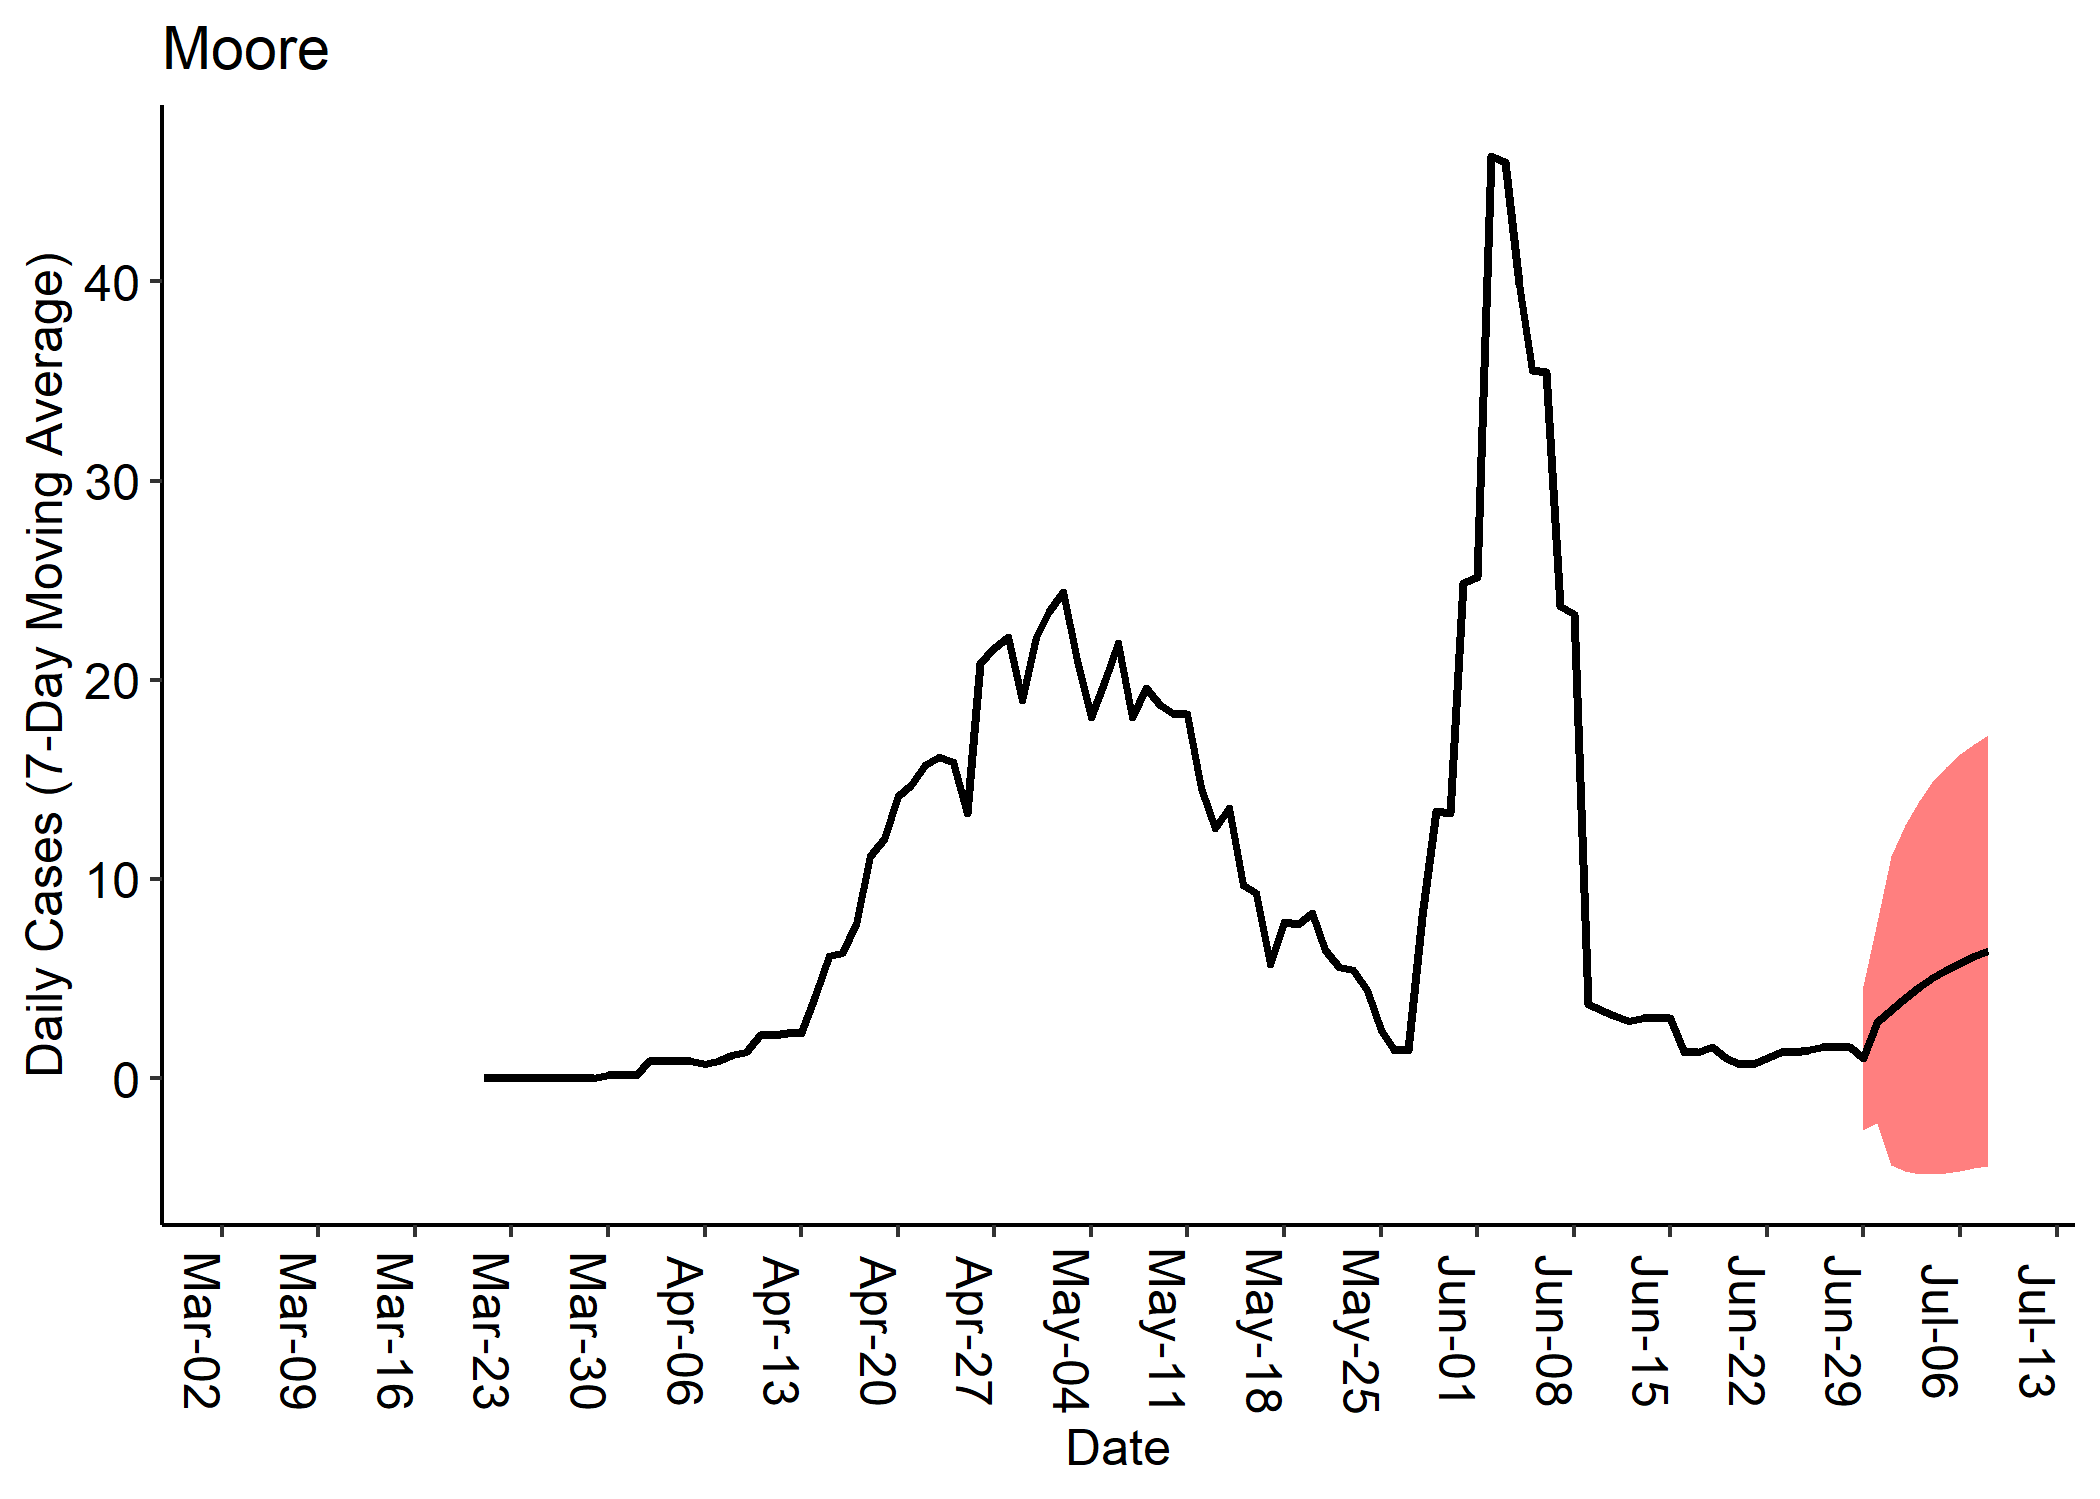 Moore
Daily Cases (7-Day Moving Average)
40
30
20
10
0
Mar-02
Mar-09
Mar-16
Mar-23
Mar-30
Apr-06
Apr-13
Apr-20
Apr-27
May-04
May-11
May-18
May-25
Jun-01
Jun-08
Jun-15
Jun-22
Jun-29
Jul-06
Jul-13
Date